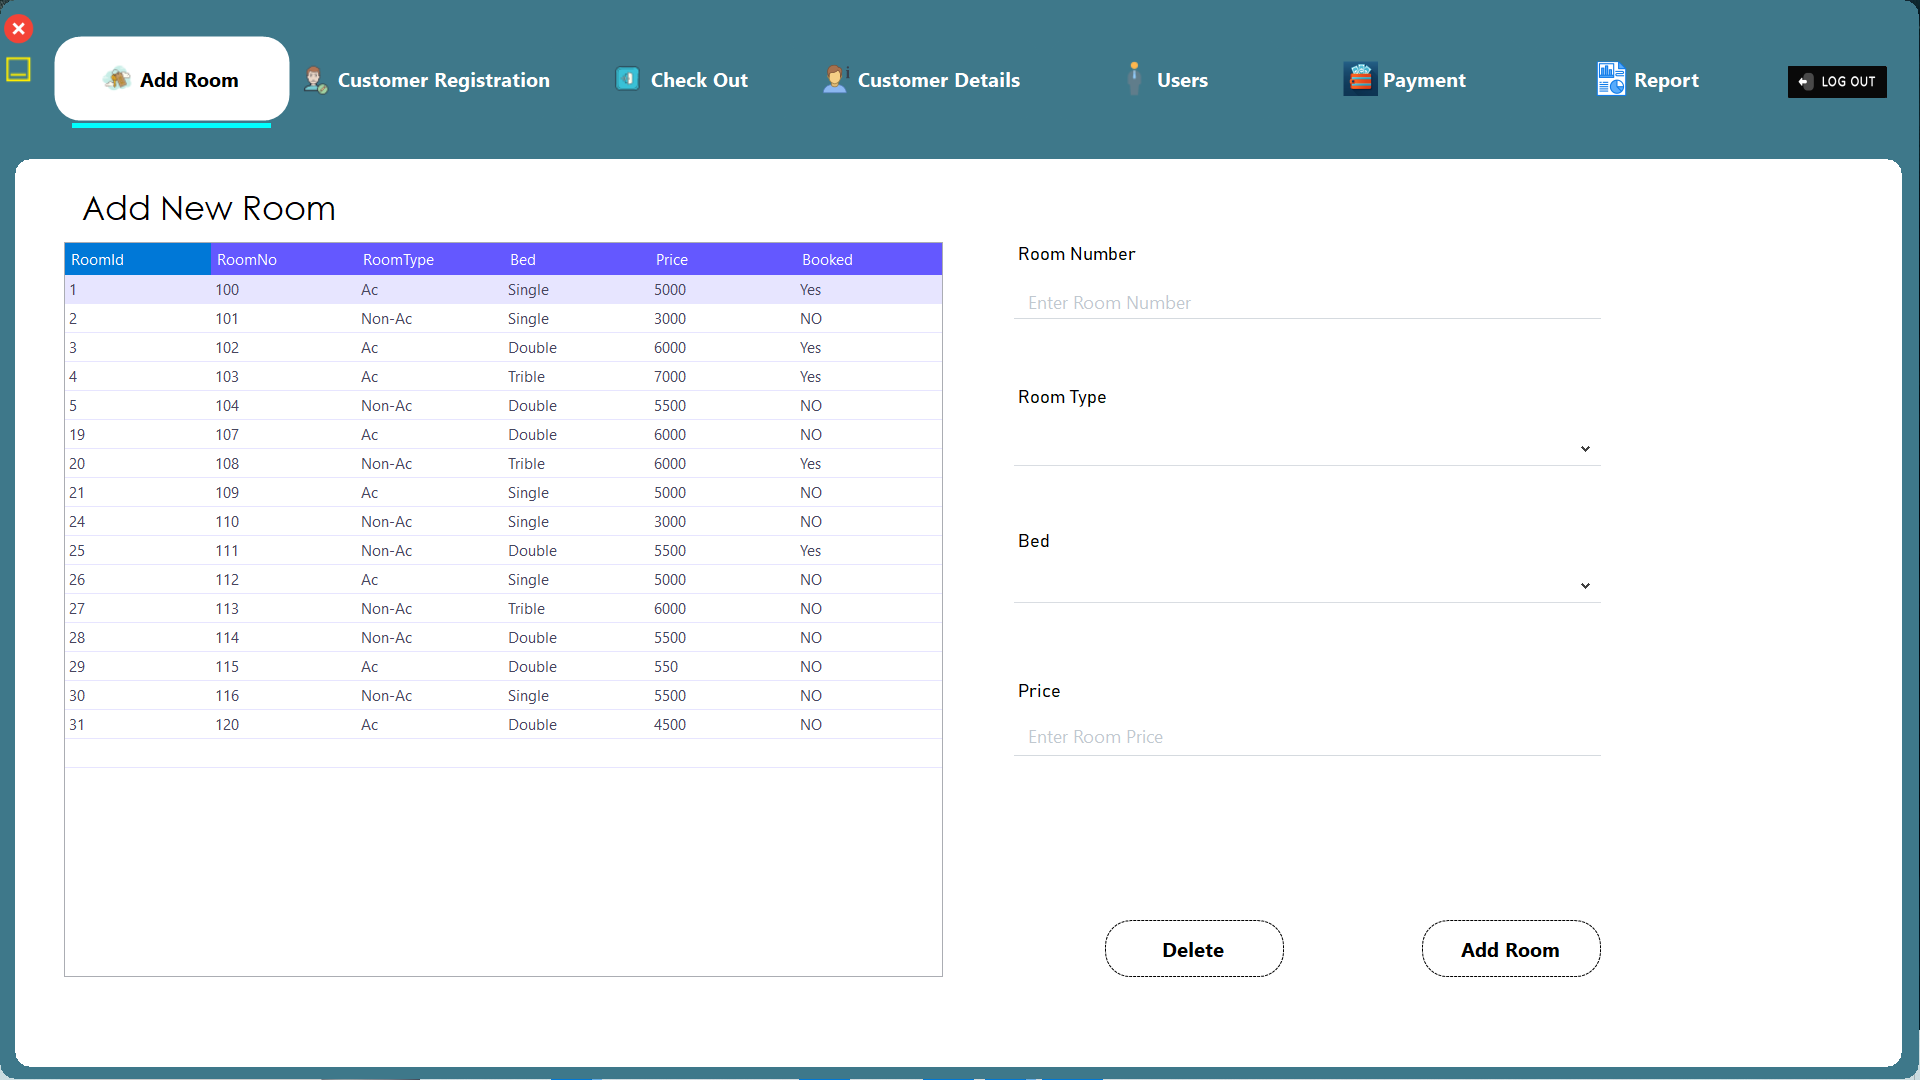 Add Room Customer Registration Check Out Customer Details Users Payment Report LOG OUT
Add New Room
RoomId RoomNo RoomType Bed Price Booked
1 100 Ac Single 5000 Yes
2 101 Non-Ac Single 3000 NO
3 102 Ac Double 6000 Yes
4 103 Ac Trible 7000 Yes
5 104 Non-Ac Double 5500 NO
19 107 Ac Double 6000 NO
20 108 Non-Ac Trible 6000 Yes
21 109 Ac Single 5000 NO
24 110 Non-Ac Single 3000 NO
25 111 Non-Ac Double 5500 Yes
26 112 Ac Single 5000 NO
27 113 Non-Ac Trible 6000 NO
28 114 Non-Ac Double 5500 NO
29 115 Ac Double 550 NO
30 116 Non-Ac Single 5500 NO
31 120 Ac Double 4500 NO
Room Number
Enter Room Number
Room Type
Bed
Price
Enter Room Price
Delete Add Room